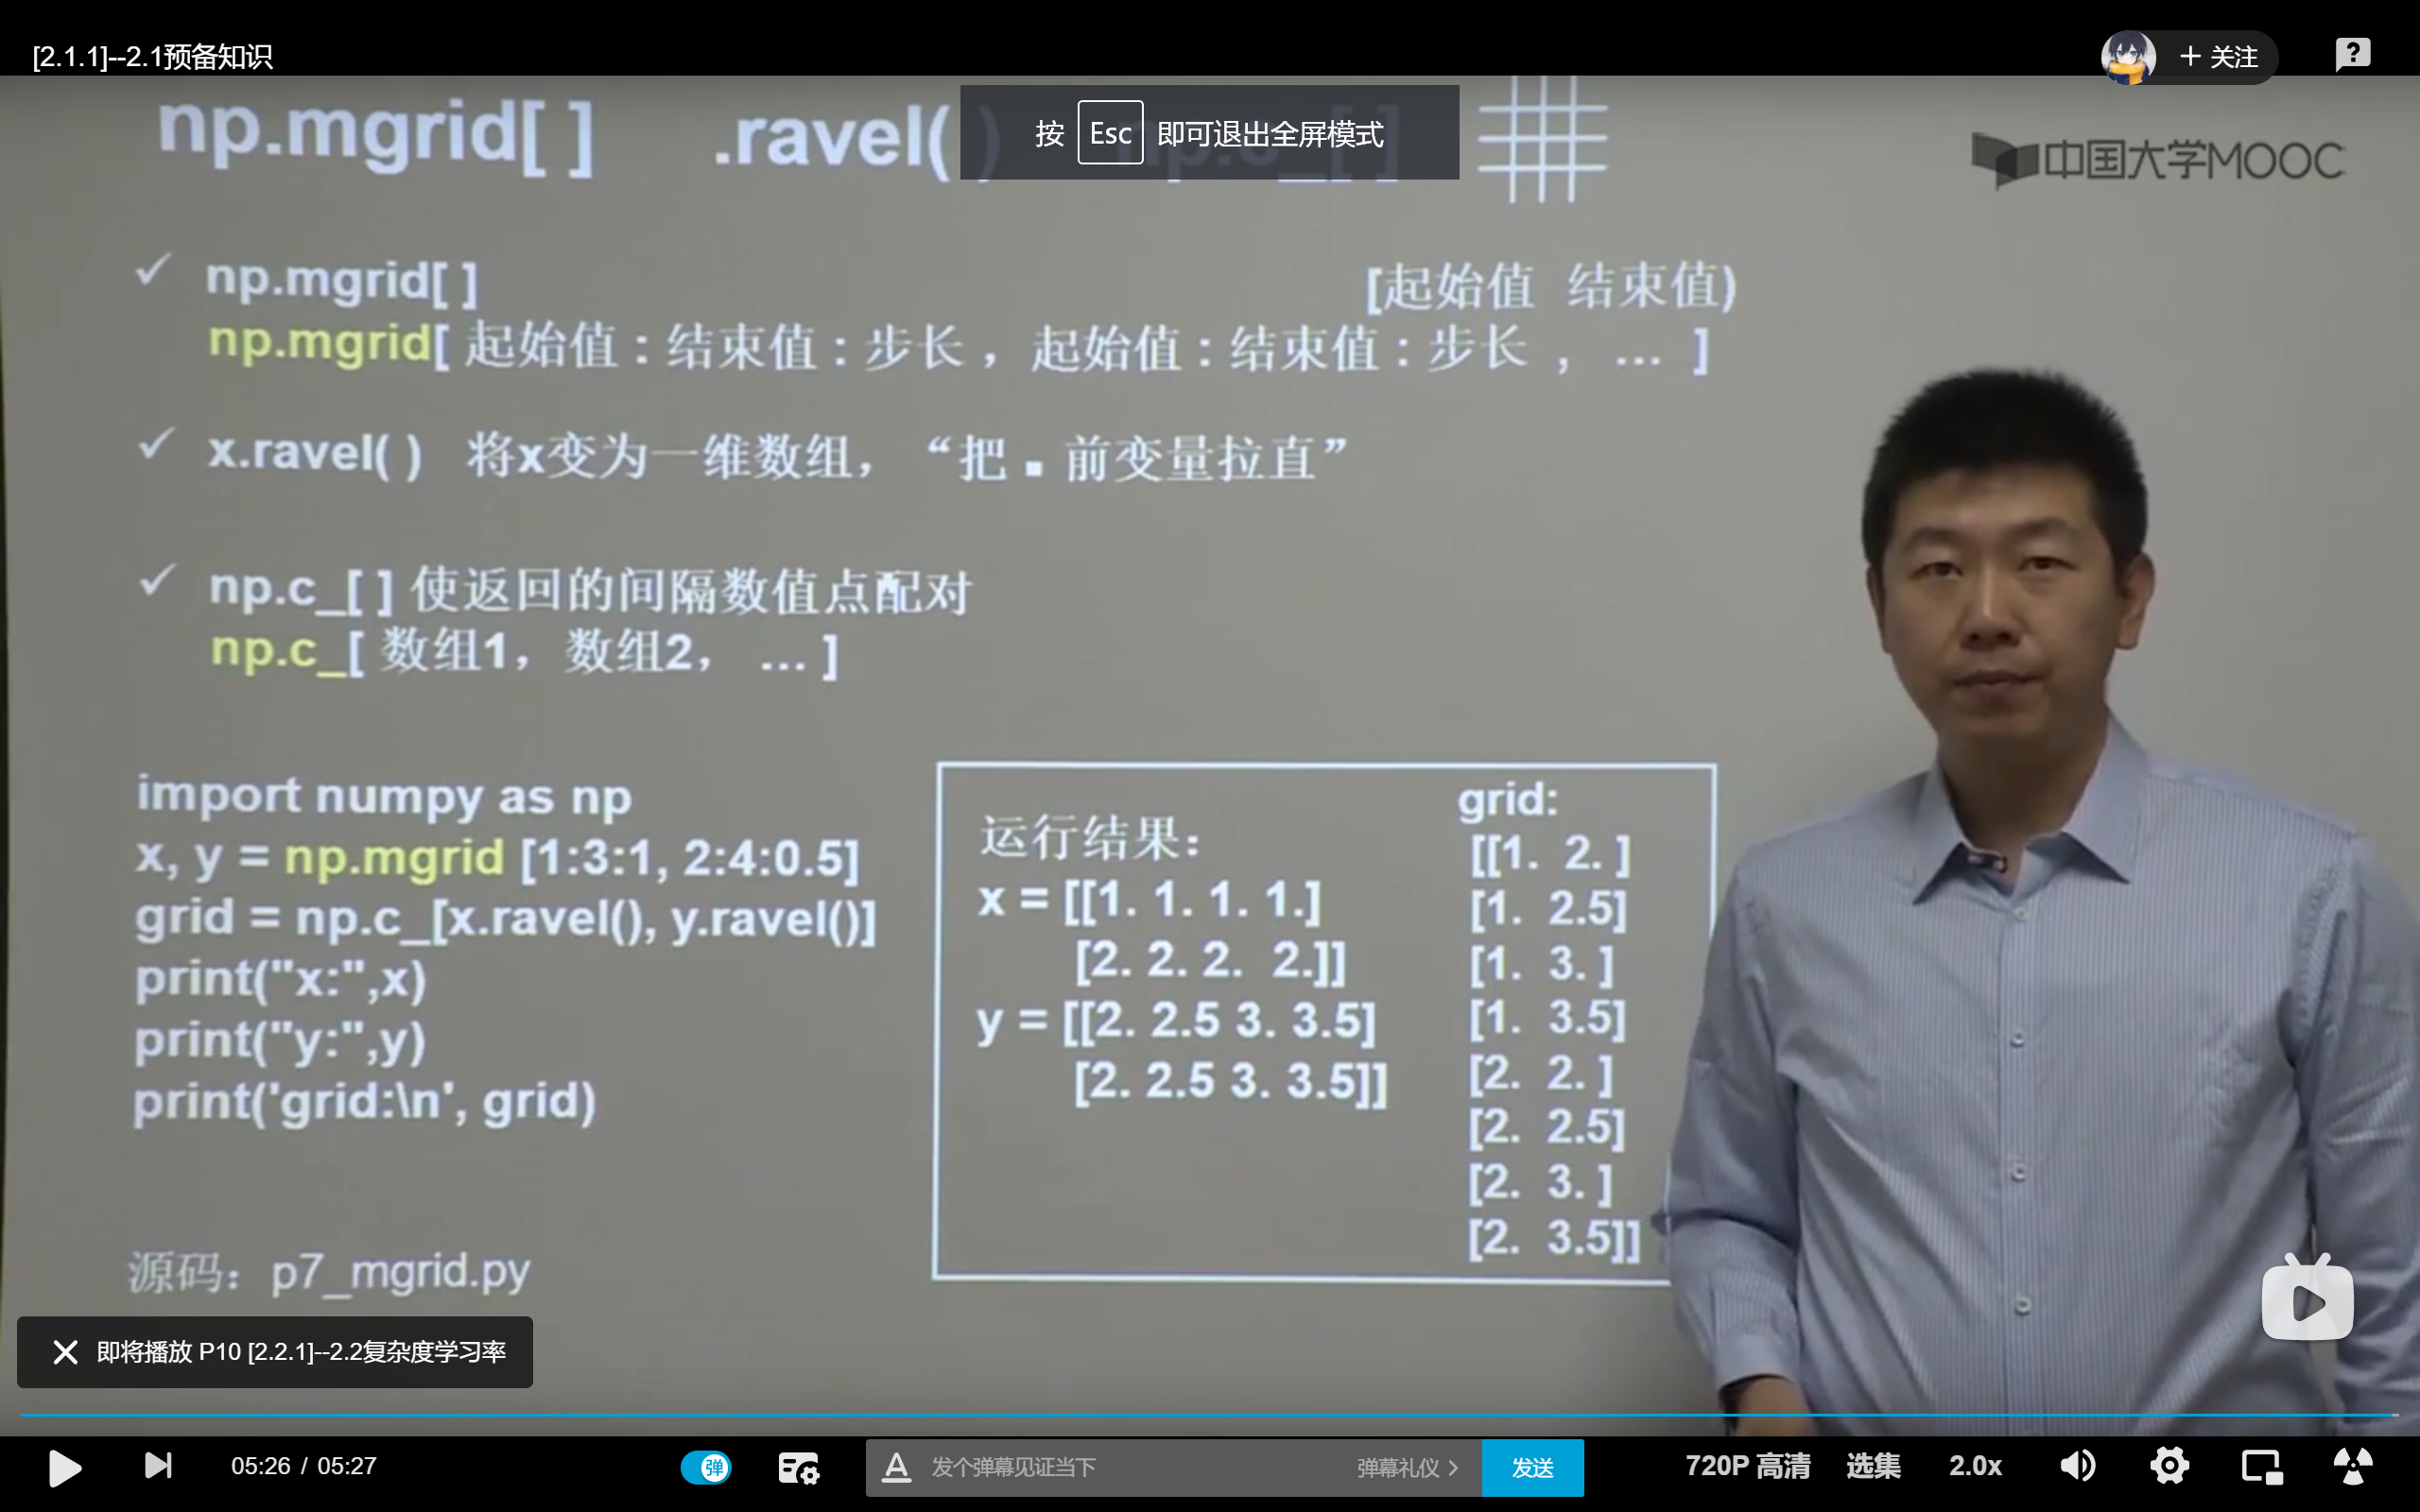 [2.1.1]--2.1预备知识
+ 关注
np.mgrid[ ] .ravel( ) np.c_[ ]
按 Esc 即可退出全屏模式
中国大学MOOC
✓ np.mgrid[ ] [起始值 结束值)
np.mgrid[ 起始值：结束值：步长 ，起始值：结束值：步长 ， … ]
✓ x.ravel( ) 将x变为一维数组，“把 . 前变量拉直”
✓ np.c_[ ] 使返回的间隔数值点配对
np.c_[ 数组1，数组2， … ]
import numpy as np
x, y = np.mgrid [1:3:1, 2:4:0.5]
grid = np.c_[x.ravel(), y.ravel()]
print("x:",x)
print("y:",y)
print('grid:\n', grid)
源码：p7_mgrid.py
运行结果：
x = [[1. 1. 1. 1.]
[2. 2. 2. 2.]]
y = [[2. 2.5 3. 3.5]
[2. 2.5 3. 3.5]]
grid:
[[1. 2. ]
[1. 2.5]
[1. 3. ]
[1. 3.5]
[2. 2. ]
[2. 2.5]
[2. 3. ]
[2. 3.5]]
即将播放 P10 [2.2.1]--2.2复杂度学习率
05:26 / 05:27
弹
发个弹幕见证当下
弹幕礼仪 >
发送
720P 高清
选集
2.0x